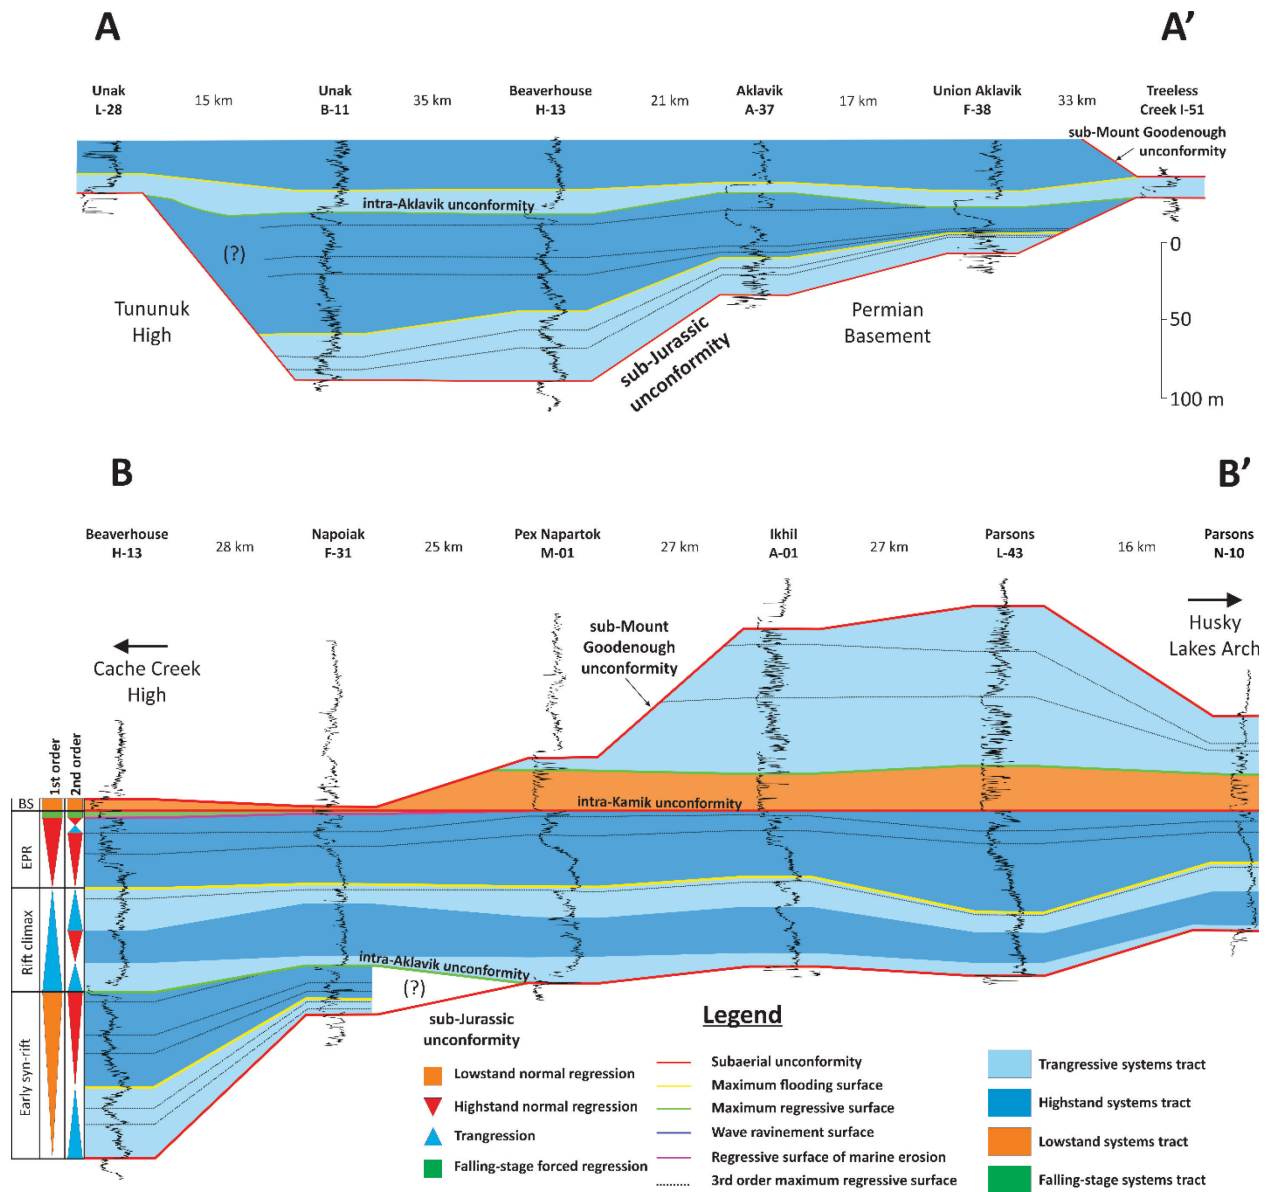 A
A'
Unak
L-28
15 km
Unak
B-11
35 km
Beaverhouse
H-13
21 km
Aklavik
A-37
17 km
Union Aklavik
F-38
33 km
Treeless
Creek I-51
sub-Mount Goodenough
unconformity
intra-Aklavik unconformity
(?)
Tununuk
High
sub-Jurassic
unconformity
Permian
Basement
0
50
100 m
B
B'
Beaverhouse
H-13
28 km
Napoiak
F-31
25 km
Pex Napartok
M-01
27 km
Ikhil
A-01
27 km
Parsons
L-43
16 km
Parsons
N-10
Cache Creek
High
sub-Mount
Goodenough
unconformity
Husky
Lakes Arch
1st order
2nd order
BS
EPR
Rift climax
Early syn-rift
intra-Kamik unconformity
intra-Aklavik unconformity
(?)
sub-Jurassic
unconformity
Legend
Lowstand normal regression
Highstand normal regression
Trangression
Falling-stage forced regression
Subaerial unconformity
Maximum flooding surface
Maximum regressive surface
Wave ravinement surface
Regressive surface of marine erosion
3rd order maximum regressive surface
Trangressive systems tract
Highstand systems tract
Lowstand systems tract
Falling-stage systems tract